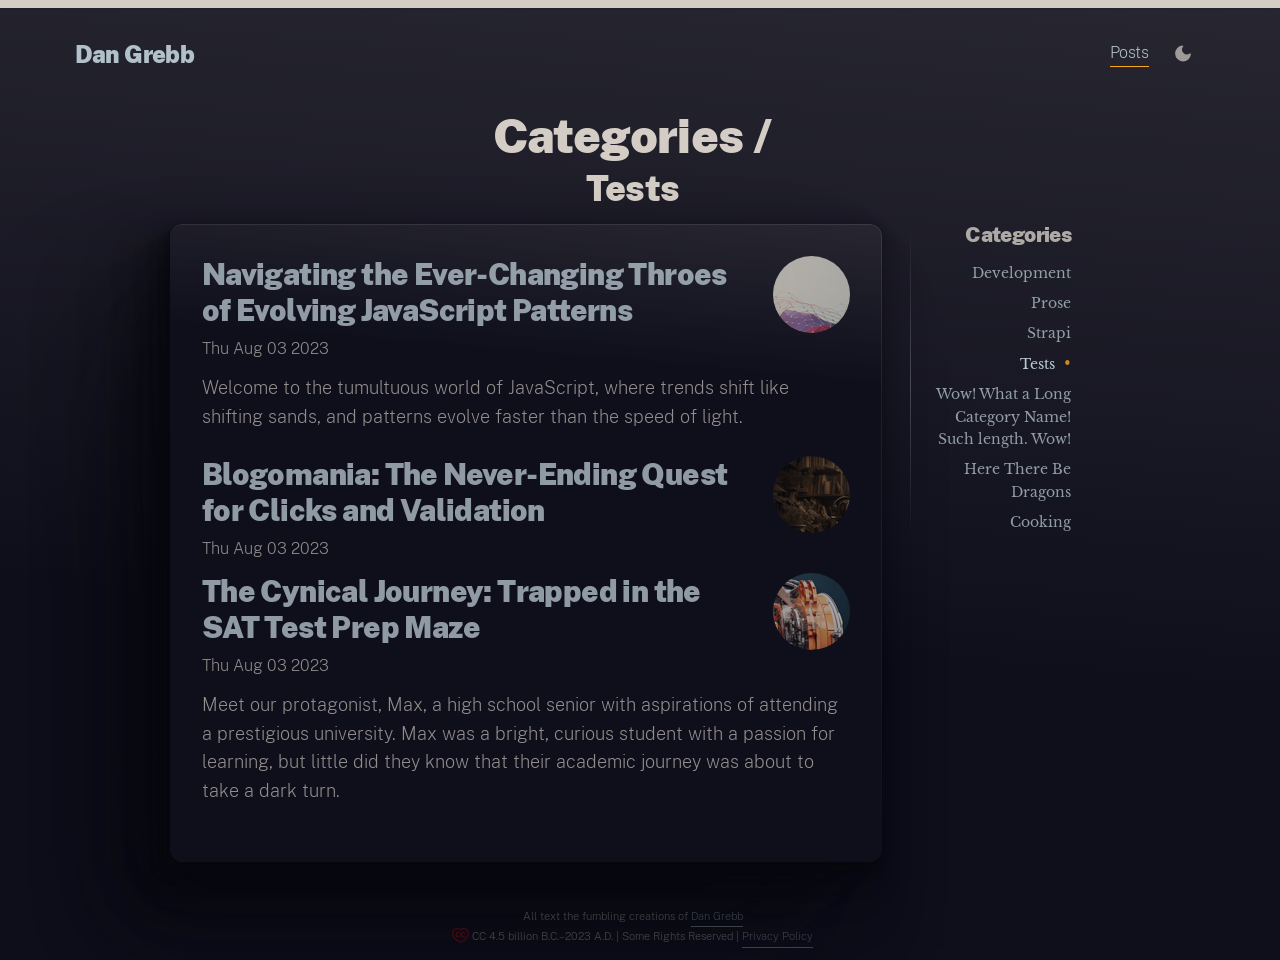 Dan Grebb
Posts
Categories /
Tests
Navigating the Ever-Changing Throes
of Evolving JavaScript Patterns
Thu Aug 03 2023
Welcome to the tumultuous world of JavaScript, where trends shift like
shifting sands, and patterns evolve faster than the speed of light.
Blogomania: The Never-Ending Quest
for Clicks and Validation
Thu Aug 03 2023
The Cynical Journey: Trapped in the
SAT Test Prep Maze
Thu Aug 03 2023
Meet our protagonist, Max, a high school senior with aspirations of attending
a prestigious university. Max was a bright, curious student with a passion for
learning, but little did they know that their academic journey was about to
take a dark turn.
Categories
Development
Prose
Strapi
Tests •
Wow! What a Long
Category Name!
Such length. Wow!
Here There Be
Dragons
Cooking
All text the fumbling creations of Dan Grebb
CC 4.5 billion B.C.–2023 A.D. | Some Rights Reserved | Privacy Policy